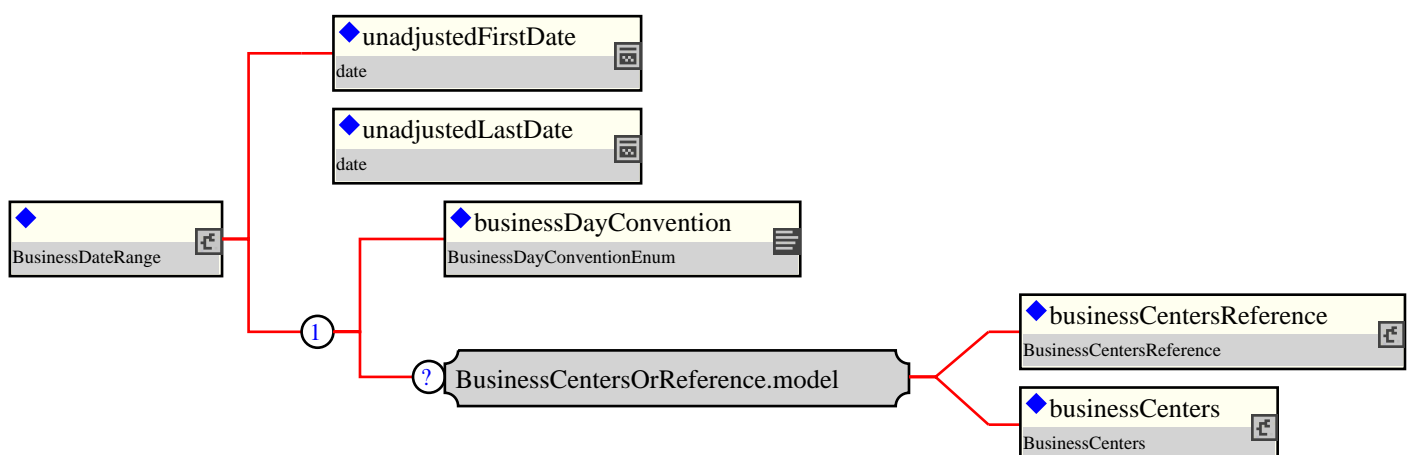 unadjustedFirstDate
date
unadjustedLastDate
date
BusinessDateRange
businessDayConvention
BusinessDayConventionEnum
1
?
BusinessCentersOrReference.model
businessCentersReference
BusinessCentersReference
businessCenters
BusinessCenters